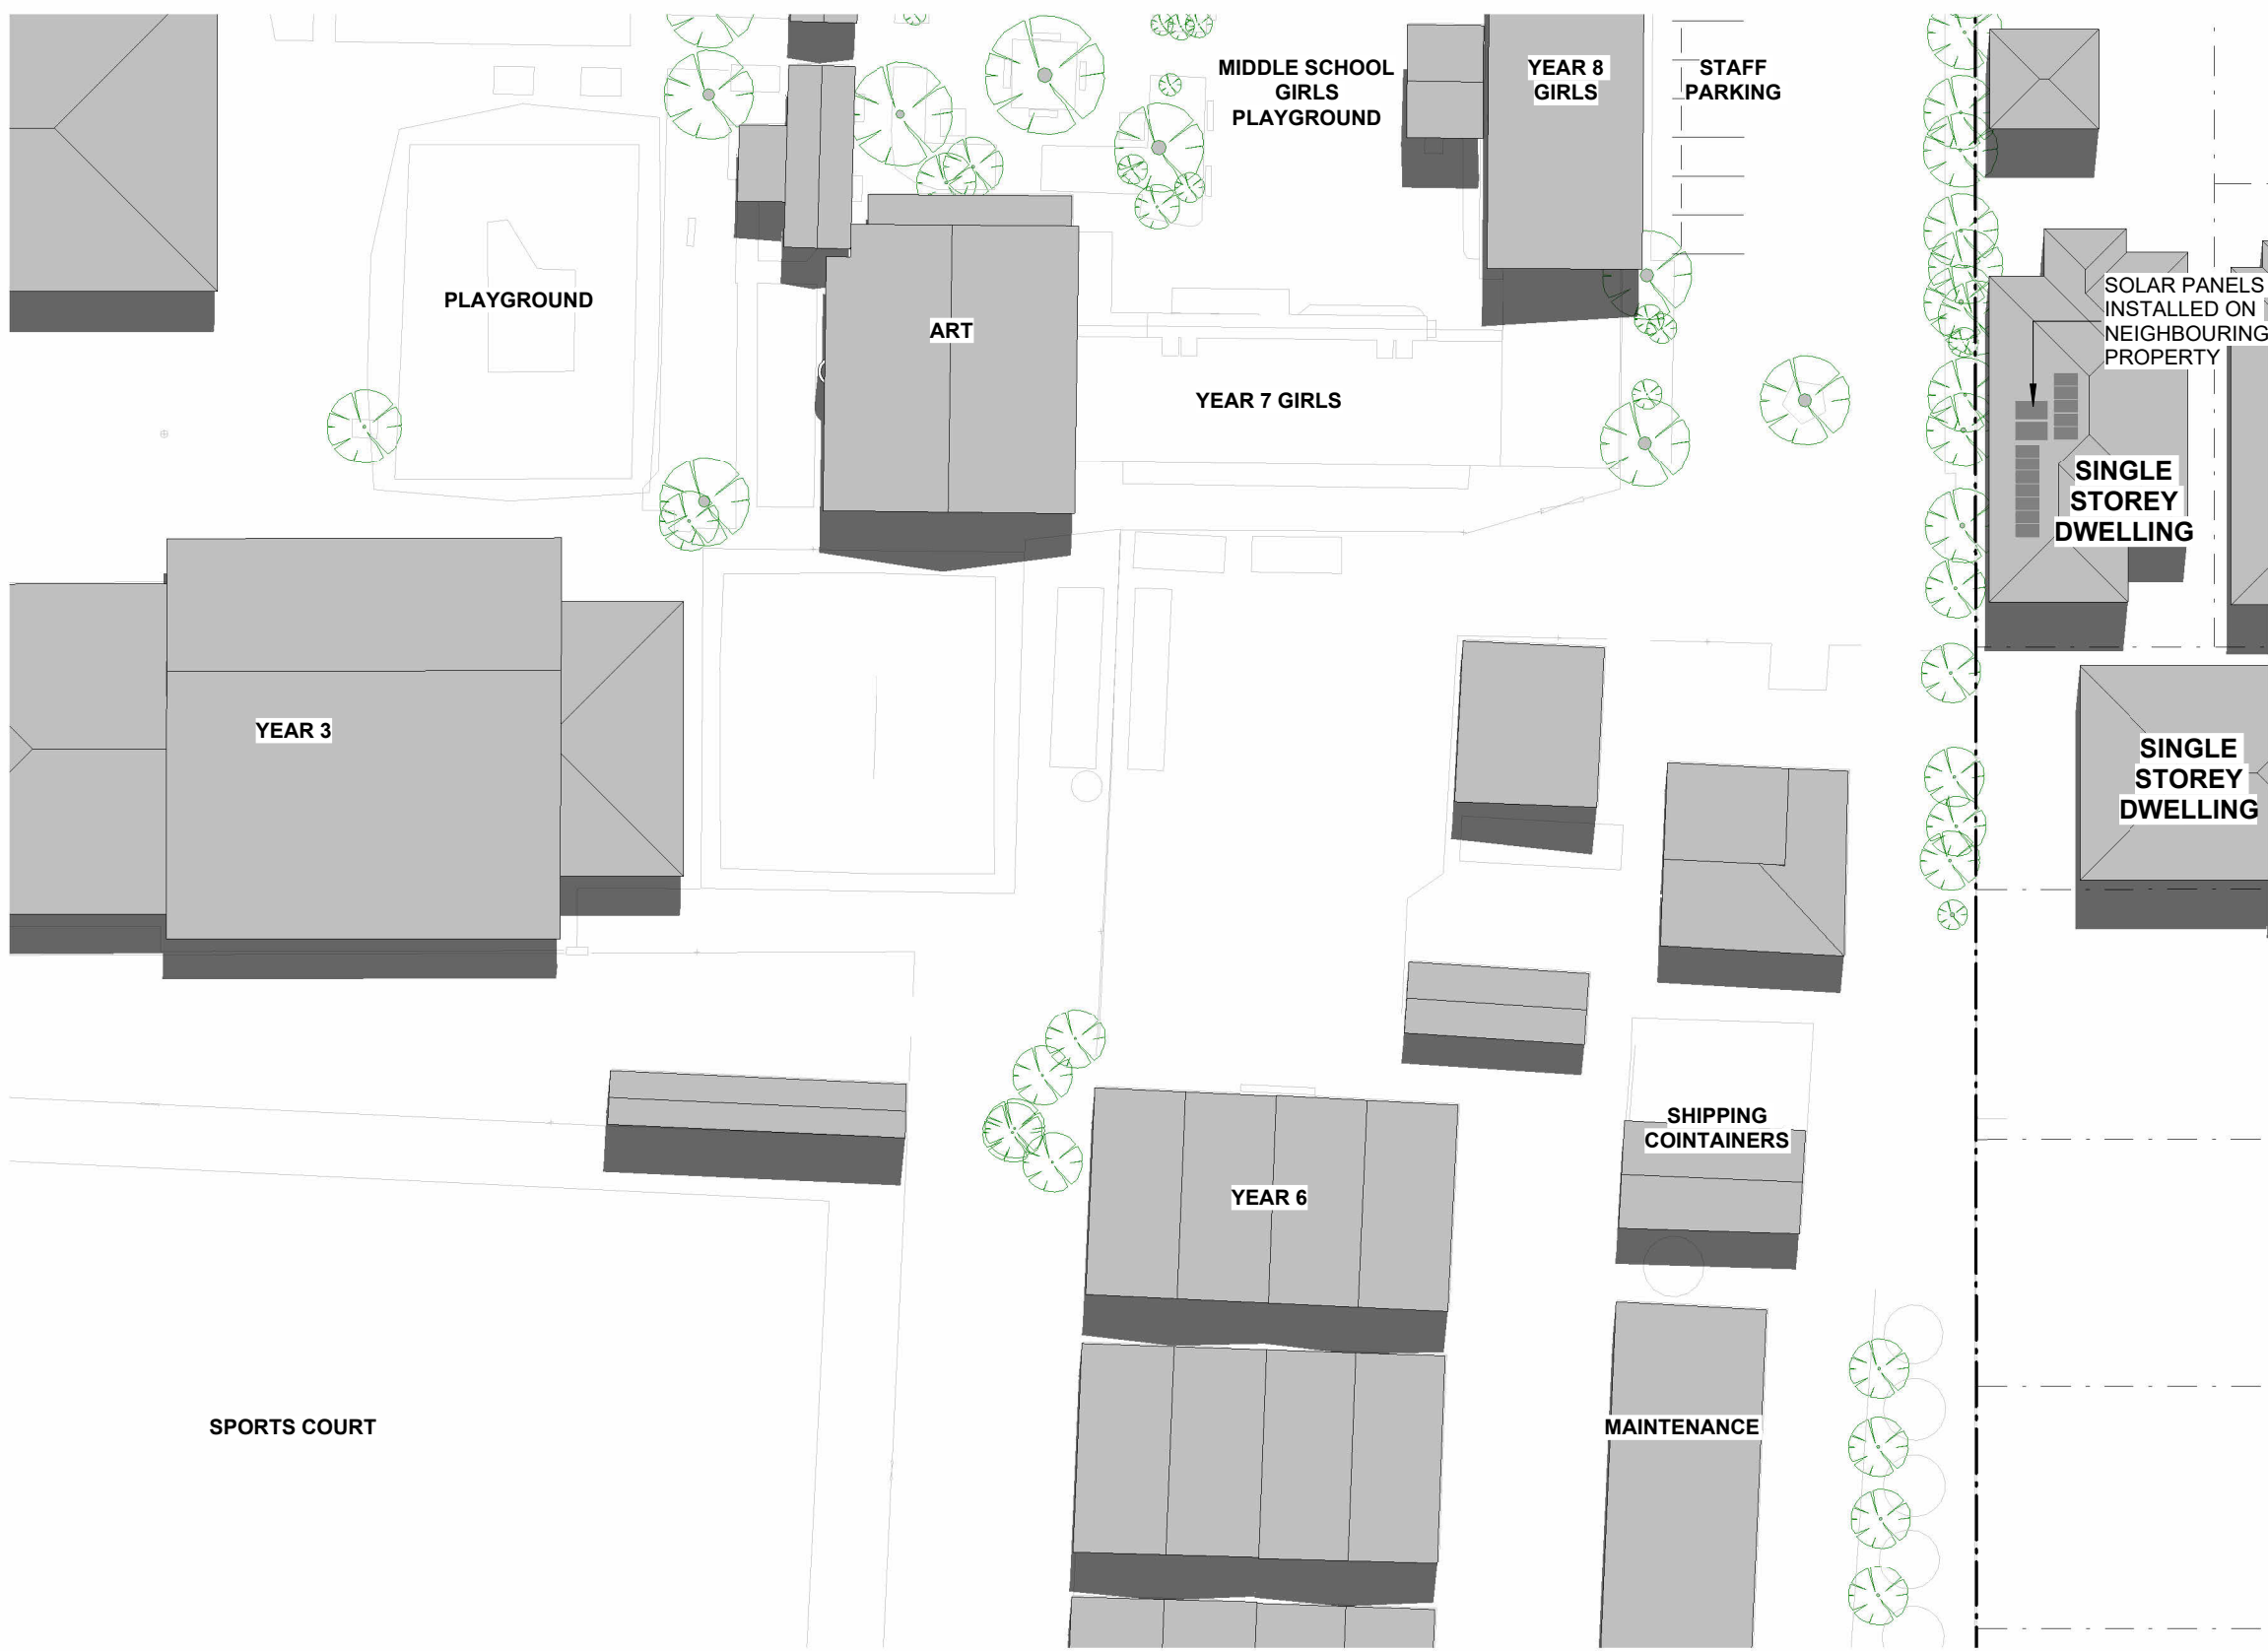 MIDDLE SCHOOL
GIRLS
PLAYGROUND
YEAR 8
GIRLS
STAFF
PARKING
SOLAR PANELS
INSTALLED ON
NEIGHBOURING
PROPERTY
PLAYGROUND
ART
YEAR 7 GIRLS
SINGLE
STOREY
DWELLING
YEAR 3
SINGLE
STOREY
DWELLING
SHIPPING
COINTAINERS
YEAR 6
SPORTS COURT
MAINTENANCE